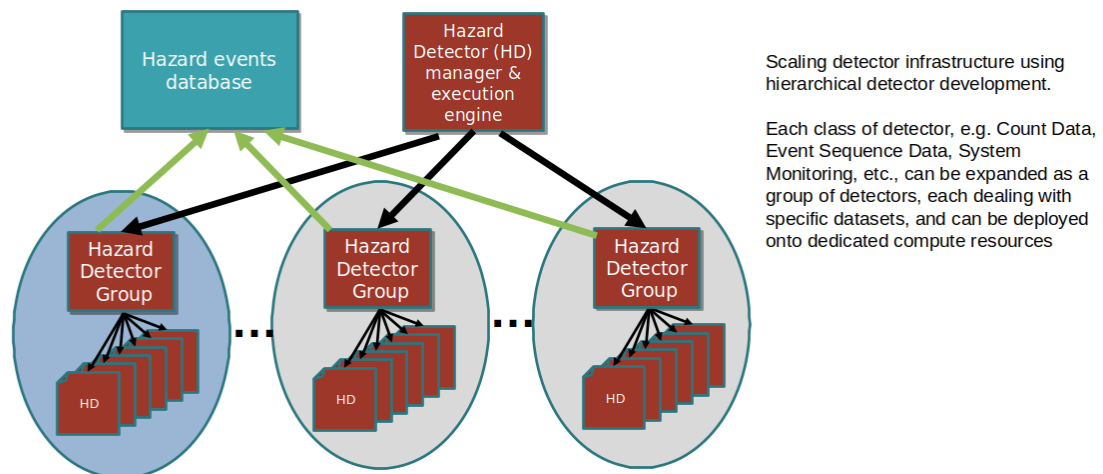 Hazard events
database
Hazard
Detector (HD)
manager &
execution
engine
Scaling detector infrastructure using
hierarchical detector development.
Each class of detector, e.g. Count Data,
Event Sequence Data, System
Monitoring, etc., can be expanded as a
group of detectors, each dealing with
specific datasets, and can be deployed
onto dedicated compute resources
Hazard
Detector
Group
Hazard
Detector
Group
Hazard
Detector
Group
...
...
HD
HD
HD